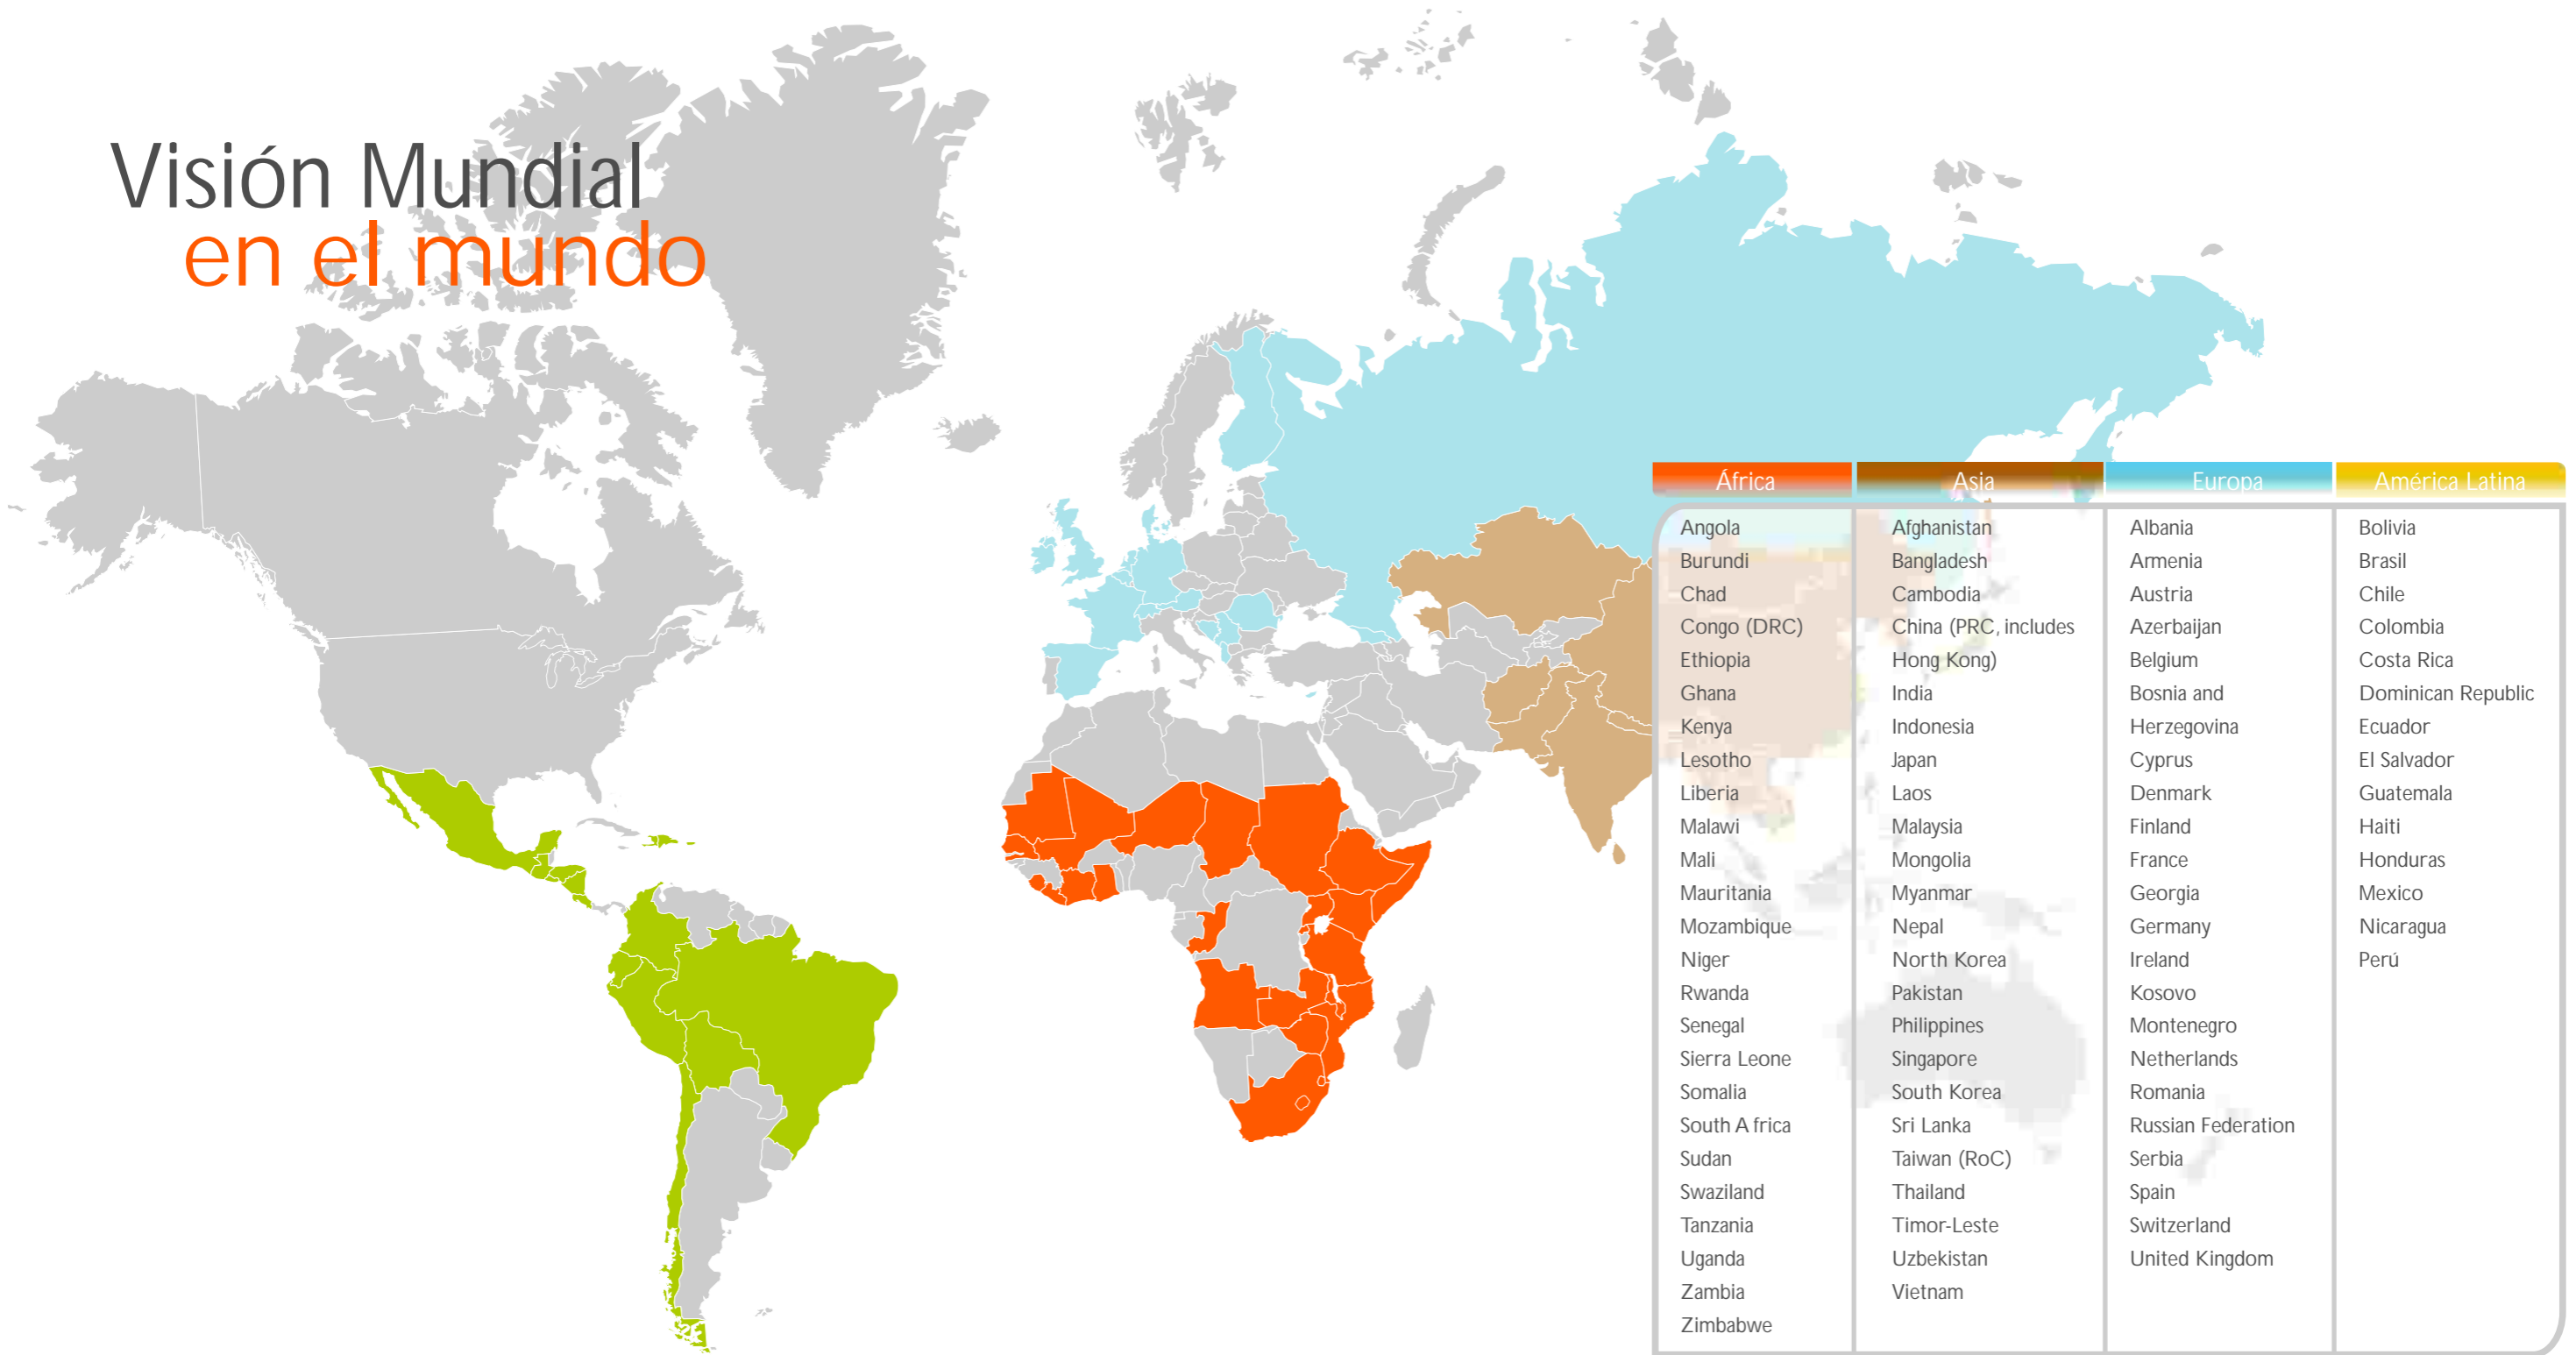 Visión Mundial
en el mundo
África
Angola
Burundi
Chad
Congo (DRC)
Ethiopia
Ghana
Kenya
Lesotho
Liberia
Malawi
Mali
Mauritania
Mozambique
Niger
Rwanda
Senegal
Sierra Leone
Somalia
South A frica
Sudan
Swaziland
Tanzania
Uganda
Zambia
Zimbabwe
Asia
Afghanistan
Bangladesh
Cambodia
China (PRC, includes
Hong Kong)
India
Indonesia
Japan
Laos
Malaysia
Mongolia
Myanmar
Nepal
North Korea
Pakistan
Philippines
Singapore
South Korea
Sri Lanka
Taiwan (RoC)
Thailand
Timor-Leste
Uzbekistan
Vietnam
Europa
Albania
Armenia
Austria
Azerbaijan
Belgium
Bosnia and
Herzegovina
Cyprus
Denmark
Finland
France
Georgia
Germany
Ireland
Kosovo
Montenegro
Netherlands
Romania
Russian Federation
Serbia
Spain
Switzerland
United Kingdom
América Latina
Bolivia
Brasil
Chile
Colombia
Costa Rica
Dominican Republic
Ecuador
El Salvador
Guatemala
Haiti
Honduras
Mexico
Nicaragua
Perú